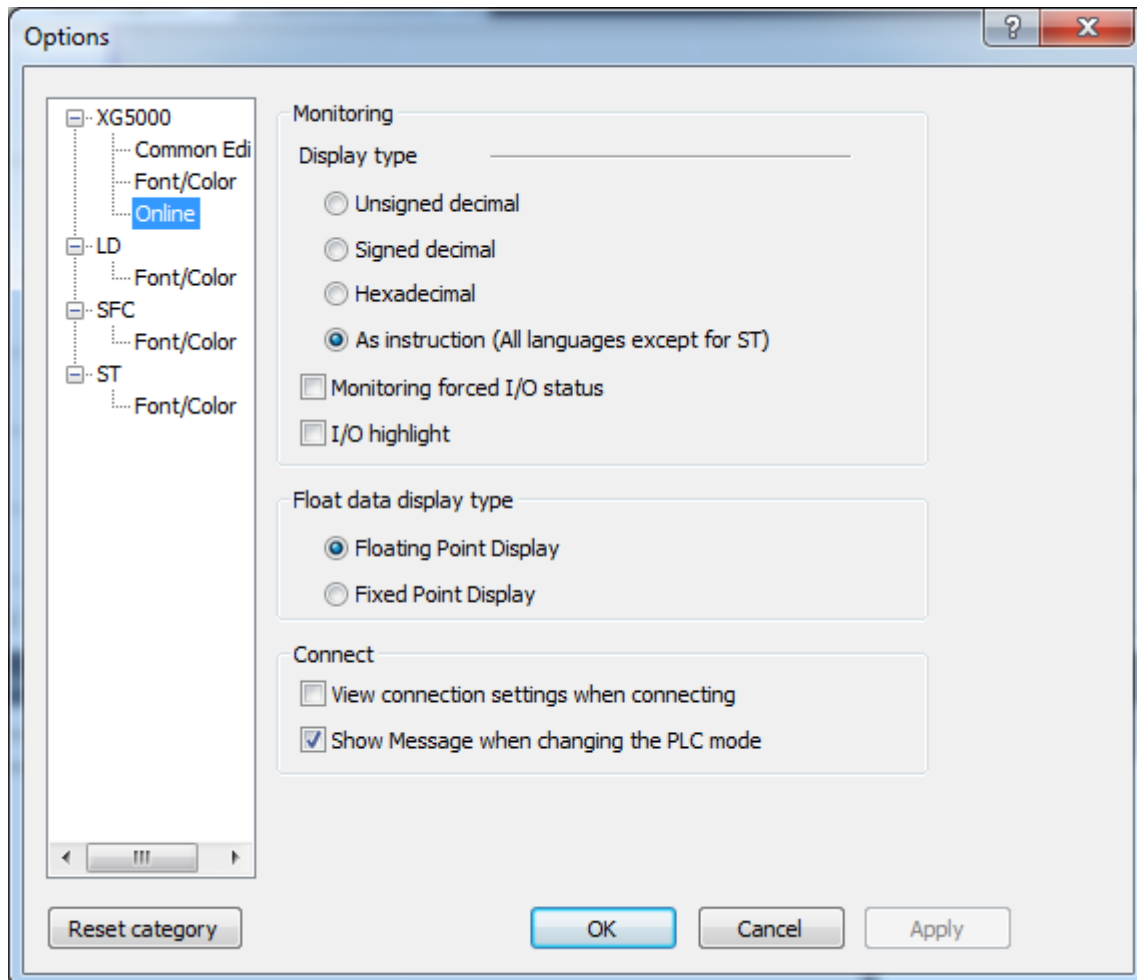 Options
XG5000
Common Edi
Font/Color
Online
LD
Font/Color
SFC
Font/Color
ST
Font/Color
Monitoring
Display type
Unsigned decimal
Signed decimal
Hexadecimal
As instruction (All languages except for ST)
Monitoring forced I/O status
I/O highlight
Float data display type
Floating Point Display
Fixed Point Display
Connect
View connection settings when connecting
Show Message when changing the PLC mode
Reset category
OK
Cancel
Apply